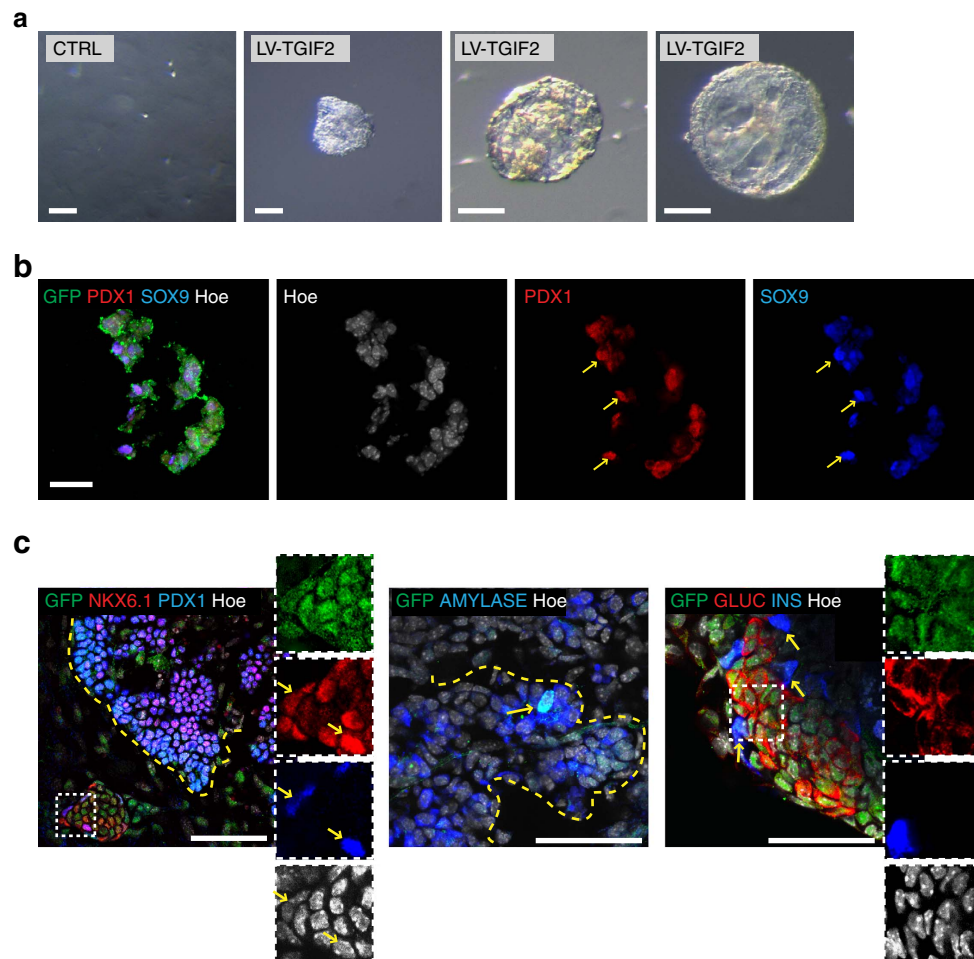 a
CTRL
LV-TGIF2
LV-TGIF2
LV-TGIF2
b
GFP PDX1 SOX9 Hoe
Hoe
PDX1
SOX9
c
GFP NKX6.1 PDX1 Hoe
GFP AMYLASE Hoe
GFP GLUC INS Hoe